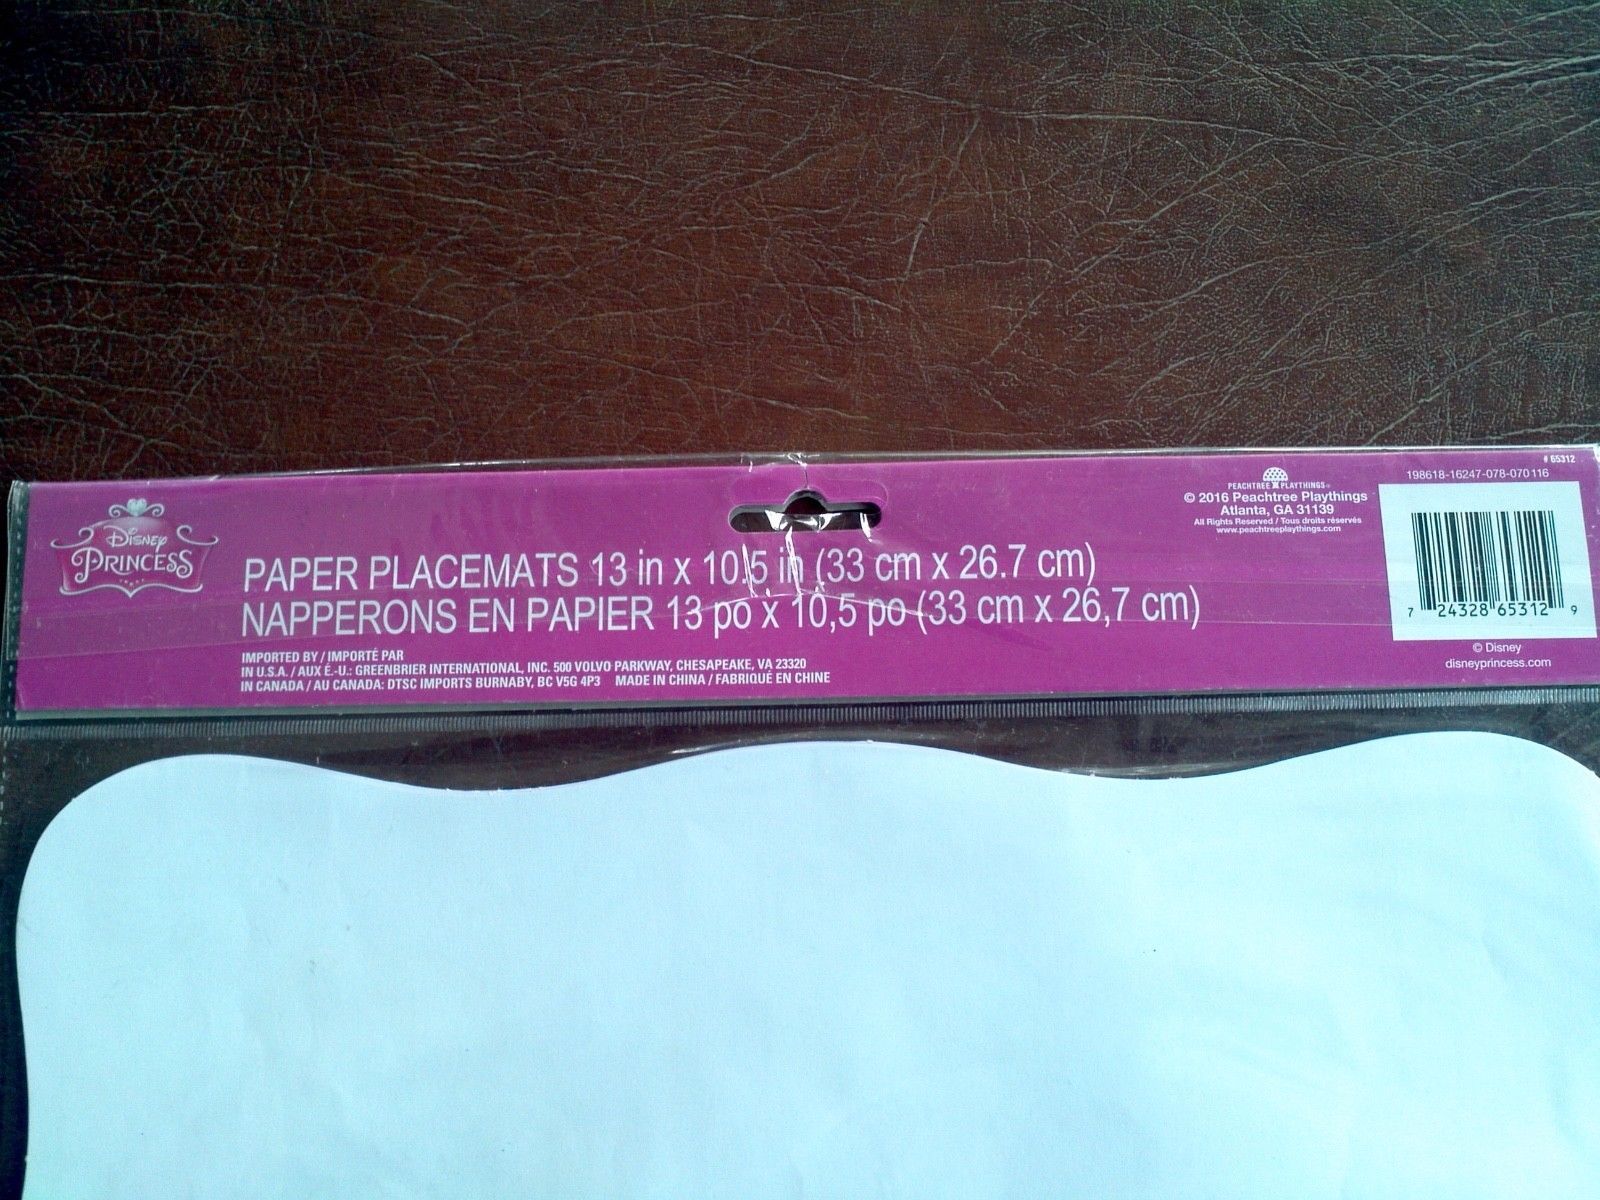 Disney
PRINCESS
PAPER PLACEMATS 13 in x 10.5 in (33 cm x 26.7 cm)
NAPPERONS EN PAPIER 13 po x 10,5 po (33 cm x 26,7 cm)
IMPORTED BY / IMPORTÉ PAR
IN U.S.A. / AUX É.-U.: GREENBRIER INTERNATIONAL, INC. 500 VOLVO PARKWAY, CHESAPEAKE, VA 23320
IN CANADA / AU CANADA: DTSC IMPORTS BURNABY, BC V5G 4P3 MADE IN CHINA / FABRIQUÉ EN CHINE
PEACHTREE PLAYTHINGS
© 2016 Peachtree Playthings
Atlanta, GA 31139
All Rights Reserved / Tous droits réservés
www.peachtreeplaythings.com
# 65312
198618-16247-078-070116
7 24328 65312 9
© Disney
disneyprincess.com